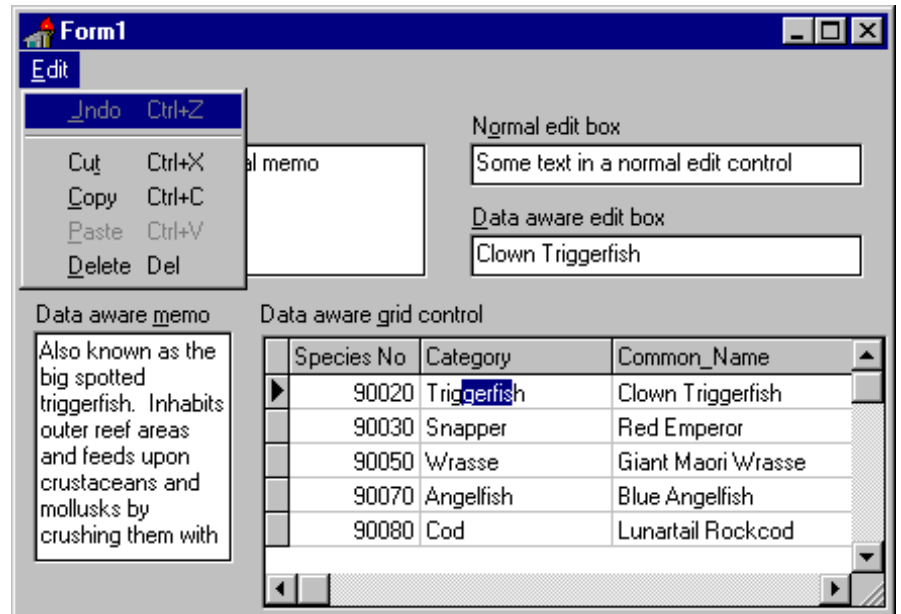 Form1
Edit
Undo Ctrl+Z
Cut Ctrl+X
Copy Ctrl+C
Paste Ctrl+V
Delete Del
al memo
Normal edit box
Some text in a normal edit control
Data aware edit box
Clown Triggerfish
Data aware memo
Also known as the
big spotted
triggerfish. Inhabits
outer reef areas
and feeds upon
crustaceans and
mollusks by
crushing them with
Data aware grid control
Species No Category Common_Name
90020 Triggerfish Clown Triggerfish
90030 Snapper Red Emperor
90050 Wrasse Giant Maori Wrasse
90070 Angelfish Blue Angelfish
90080 Cod Lunartail Rockcod